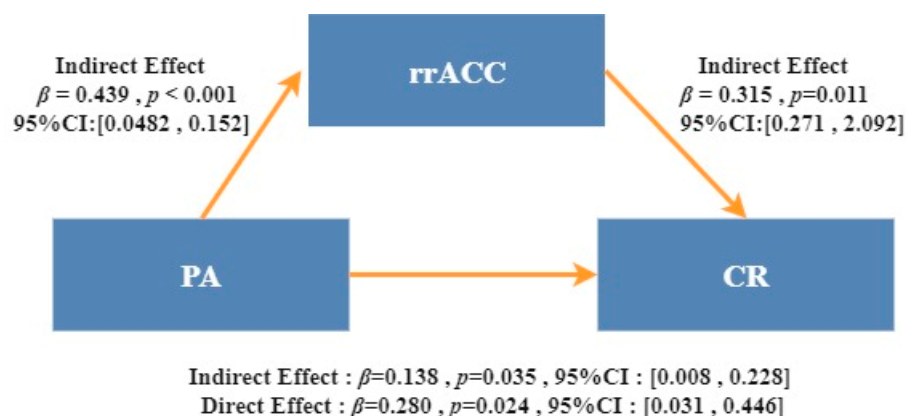 rrACC
Indirect Effect
β = 0.439 , p < 0.001
95%CI:[0.0482 , 0.152]
Indirect Effect
β = 0.315 , p=0.011
95%CI:[0.271 , 2.092]
PA
CR
Indirect Effect : β=0.138 , p=0.035 , 95%CI : [0.008 , 0.228]
Direct Effect : β=0.280 , p=0.024 , 95%CI : [0.031 , 0.446]